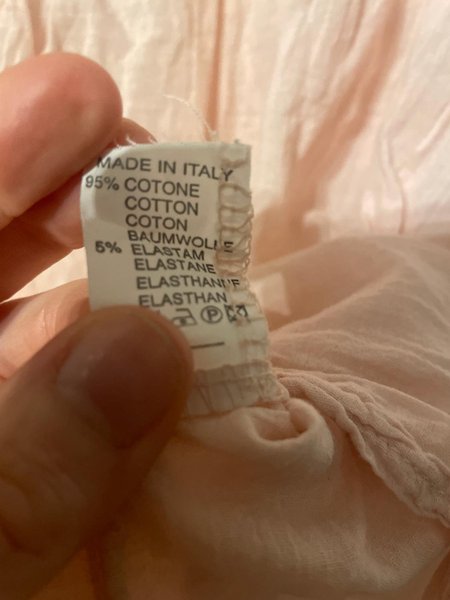 MADE IN ITALY
95% COTONE
COTTON
COTON
BAUMWOLLE
5% ELASTAM
ELASTANE
ELASTHANNE
ELASTHAN
P